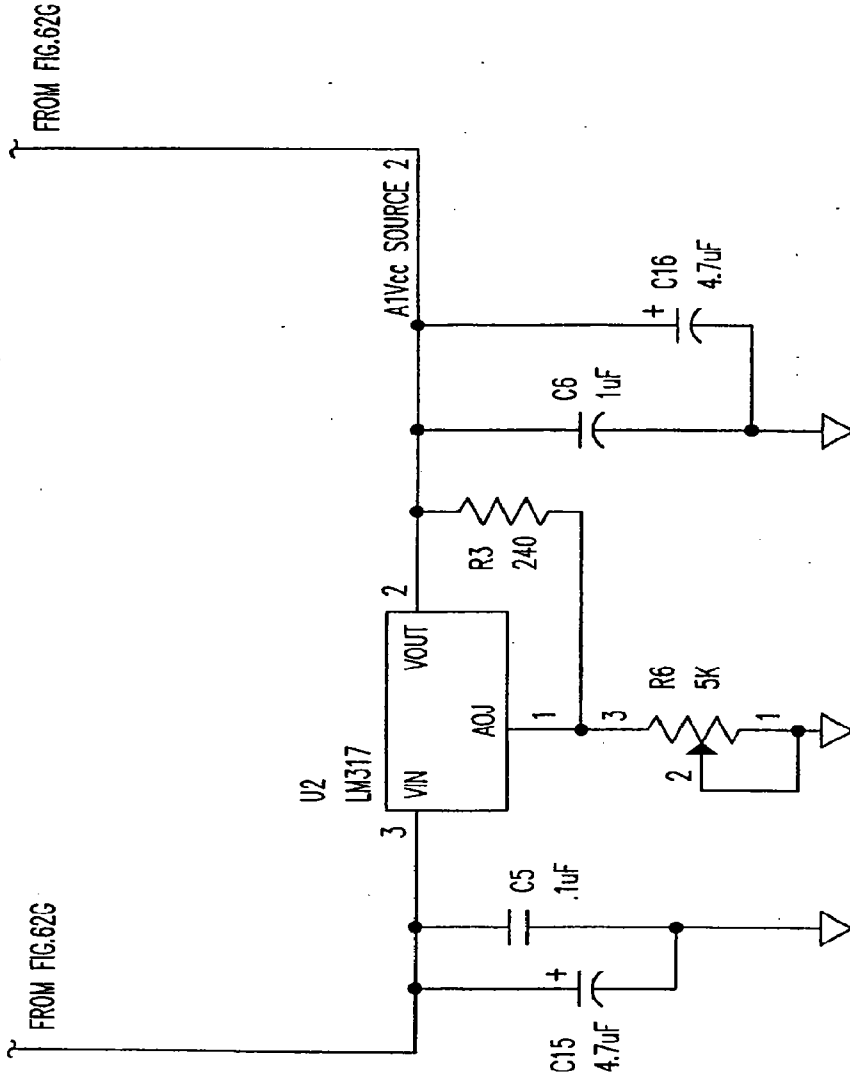 FROM FIG.62G
FROM FIG.62G
A1Vcc SOURCE 2
U2
LM317
3
VIN
VOUT
2
AOJ
1
R3
240
C6
1uF
+
C16
4.7uF
C5
.1uF
+
C15
4.7uF
3
R6
5K
2
1